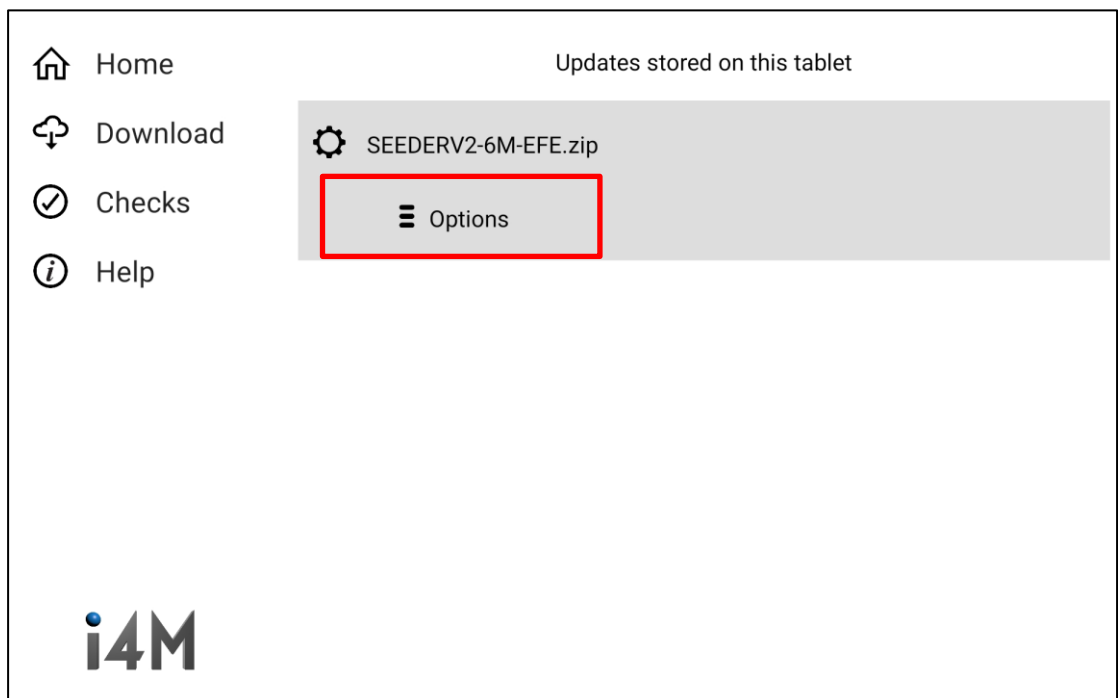 Home
Download
Checks
Help
Updates stored on this tablet
SEEDERV2-6M-EFE.zip
Options
i4M